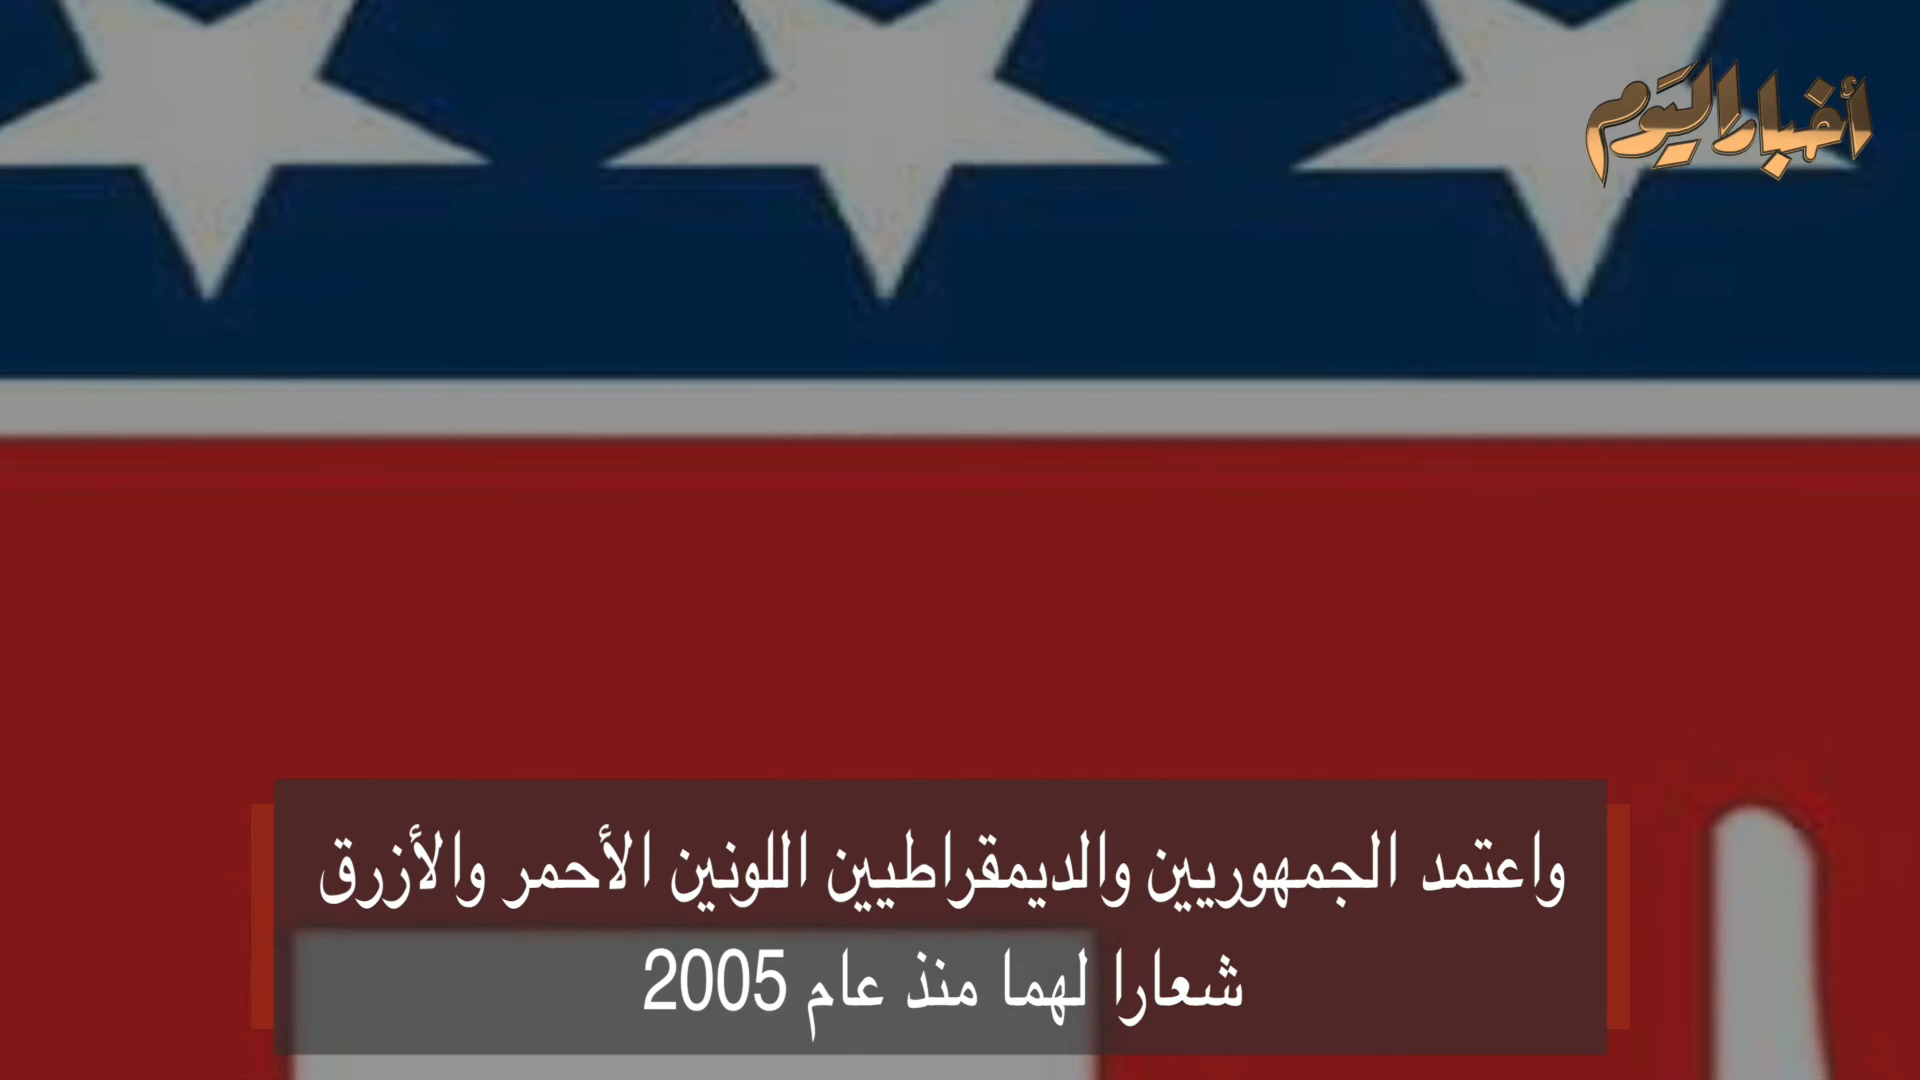 أخبار اليوم
واعتمد الجمهوريين والديمقراطيين اللونين الأحمر والأزرق
شعارا لهما منذ عام 2005